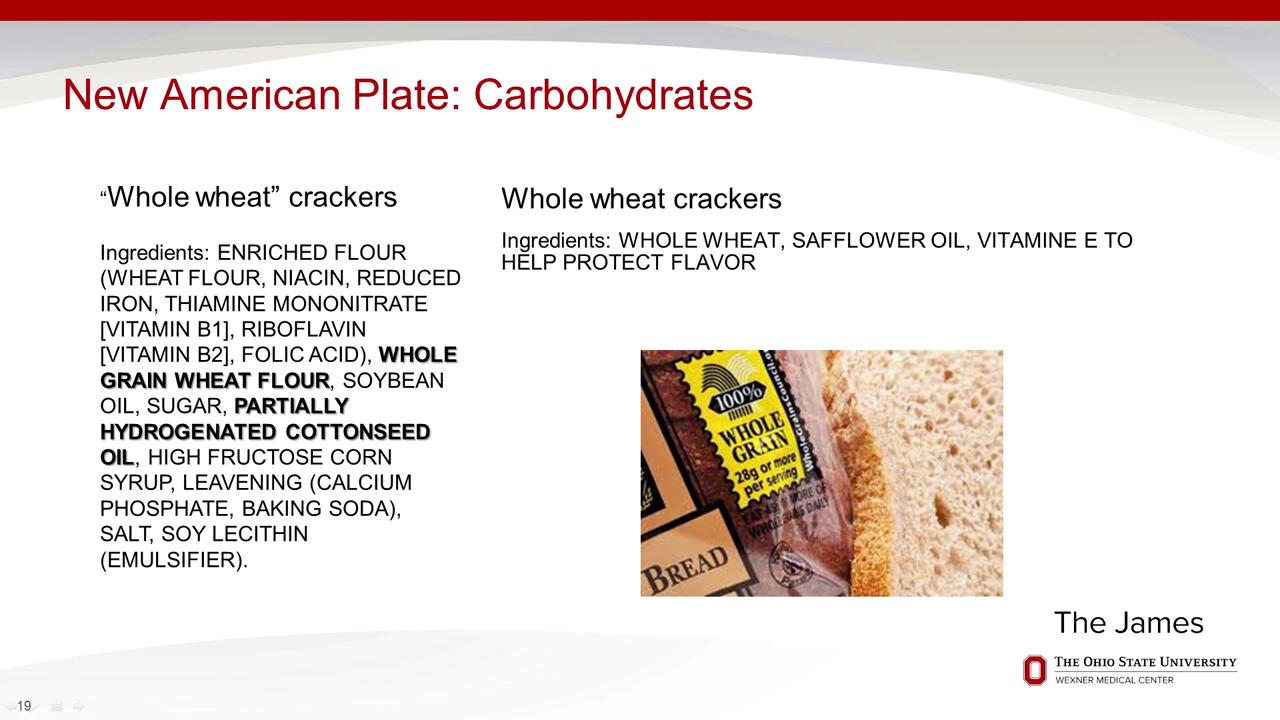 New American Plate: Carbohydrates
“Whole wheat” crackers
Ingredients: ENRICHED FLOUR
(WHEAT FLOUR, NIACIN, REDUCED
IRON, THIAMINE MONONITRATE
[VITAMIN B1], RIBOFLAVIN
[VITAMIN B2], FOLIC ACID), WHOLE
GRAIN WHEAT FLOUR, SOYBEAN
OIL, SUGAR, PARTIALLY
HYDROGENATED COTTONSEED
OIL, HIGH FRUCTOSE CORN
SYRUP, LEAVENING (CALCIUM
PHOSPHATE, BAKING SODA),
SALT, SOY LECITHIN
(EMULSIFIER).
Whole wheat crackers
Ingredients: WHOLE WHEAT, SAFFLOWER OIL, VITAMINE E TO
HELP PROTECT FLAVOR
100%
WHOLE
GRAIN
28g or more
per serving
BREAD
The James
THE OHIO STATE UNIVERSITY
WEXNER MEDICAL CENTER
19